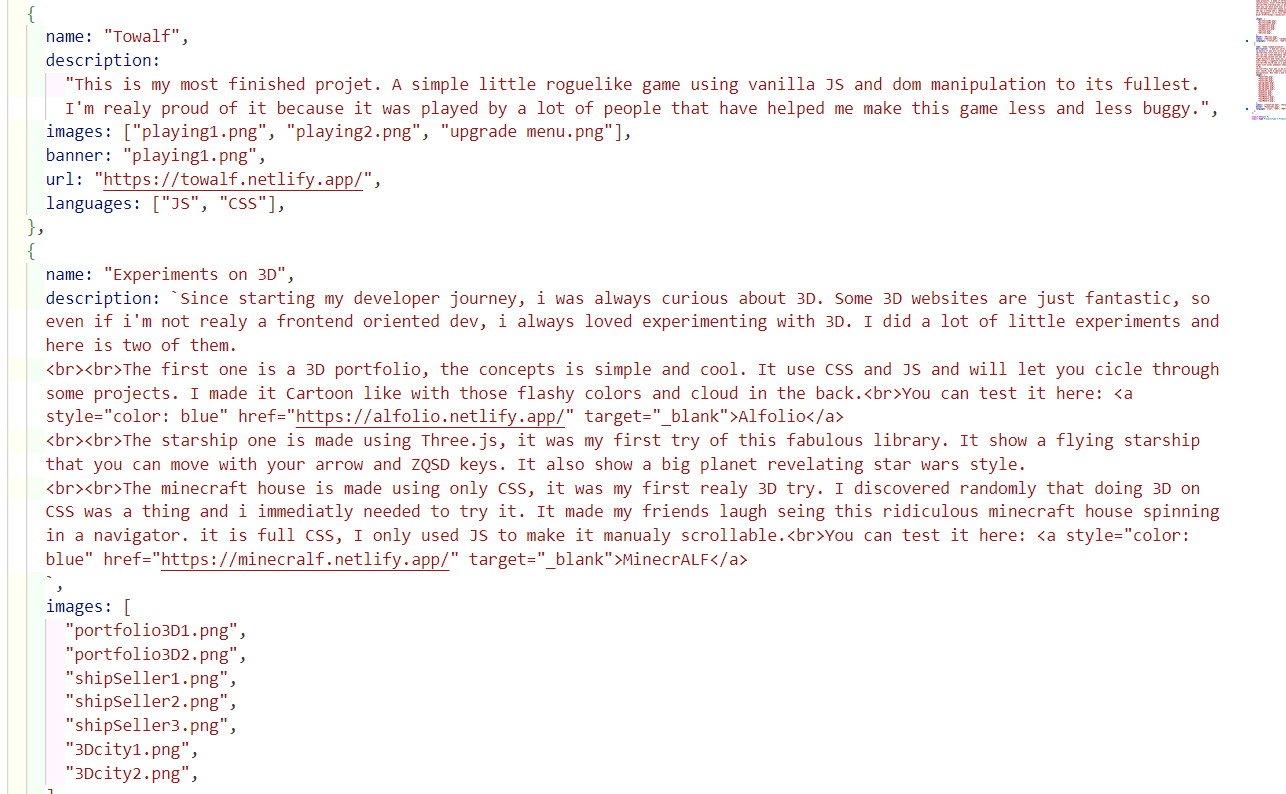 {
name: "Towalf",
description:
"This is my most finished projet. A simple little roguelike game using vanilla JS and dom manipulation to its fullest.
I'm realy proud of it because it was played by a lot of people that have helped me make this game less and less buggy.",
images: ["playing1.png", "playing2.png", "upgrade menu.png"],
banner: "playing1.png",
url: "https://towalf.netlify.app/",
languages: ["JS", "CSS"],
},
{
name: "Experiments on 3D",
description: `Since starting my developer journey, i was always curious about 3D. Some 3D websites are just fantastic, so
even if i'm not realy a frontend oriented dev, i always loved experimenting with 3D. I did a lot of little experiments and
here is two of them.
<br><br>The first one is a 3D portfolio, the concepts is simple and cool. It use CSS and JS and will let you cicle through
some projects. I made it Cartoon like with those flashy colors and cloud in the back.<br>You can test it here: <a
style="color: blue" href="https://alfolio.netlify.app/" target="_blank">Alfolio</a>
<br><br>The starship one is made using Three.js, it was my first try of this fabulous library. It show a flying starship
that you can move with your arrow and ZQSD keys. It also show a big planet revelating star wars style.
<br><br>The minecraft house is made using only CSS, it was my first realy 3D try. I discovered randomly that doing 3D on
CSS was a thing and i immediatly needed to try it. It made my friends laugh seing this ridiculous minecraft house spinning
in a navigator. it is full CSS, I only used JS to make it manualy scrollable.<br>You can test it here: <a style="color:
blue" href="https://minecralf.netlify.app/" target="_blank">MinecrALF</a>
`,
images: [
"portfolio3D1.png",
"portfolio3D2.png",
"shipSeller1.png",
"shipSeller2.png",
"shipSeller3.png",
"3Dcity1.png",
"3Dcity2.png",